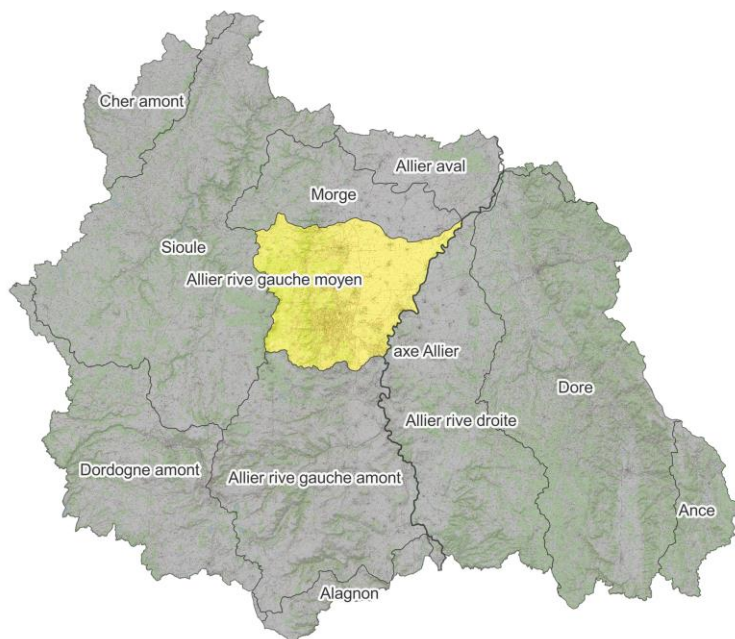 Cher amont
Allier aval
Morge
Sioule
Allier rive gauche moyen
axe Allier
Dore
Allier rive droite
Dordogne amont
Allier rive gauche amont
Ance
Alagnon